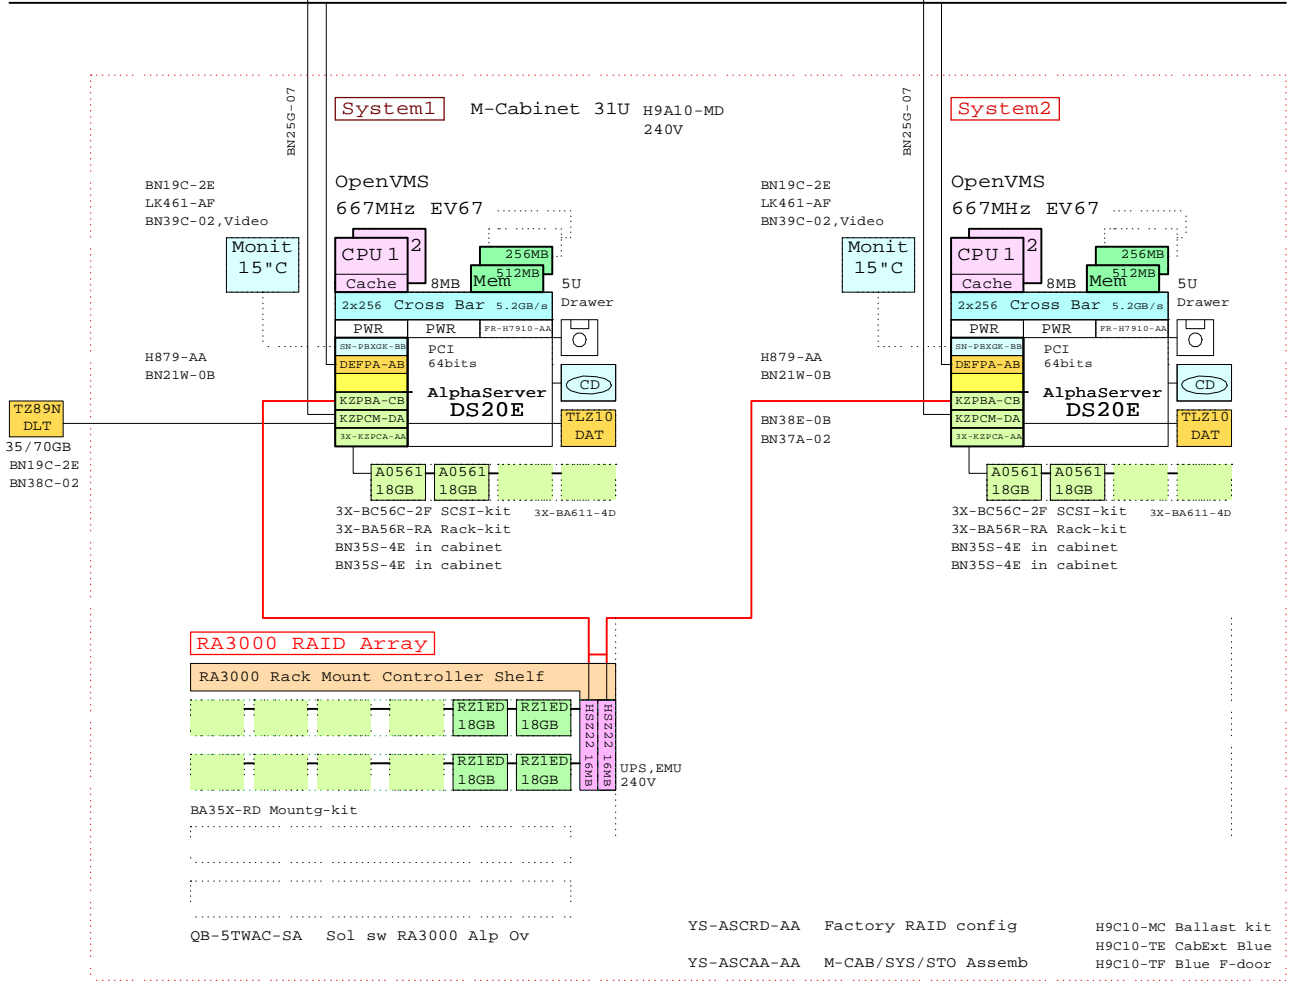 BN25G-07
System1
M-Cabinet 31U H9A10-MD
240V
BN25G-07
System2
BN19C-2E
LK461-AF
BN39C-02,Video
OpenVMS
667MHz EV67
BN19C-2E
LK461-AF
BN39C-02,Video
OpenVMS
667MHz EV67
Monit
15"C
CPU1
2
Cache
8MB
256MB
512MB
Mem
5U
Drawer
2x256 Cross Bar 5.2GB/s
PWR
PWR
FR-H7910-AA
SN-PBXGK-BB
PCI
64bits
DEFPA-AB
H879-AA
BN21W-0B
CD
KZPBA-CB
AlphaServer
DS20E
KZPCM-DA
3X-KZPCA-AA
TLZ10
DAT
TZ89N
DLT
35/70GB
BN19C-2E
BN38C-02
A0561
18GB
A0561
18GB
3X-BC56C-2F SCSI-kit
3X-BA611-4D
3X-BA56R-RA Rack-kit
BN35S-4E in cabinet
BN35S-4E in cabinet
Monit
15"C
CPU1
2
Cache
8MB
256MB
512MB
Mem
5U
Drawer
2x256 Cross Bar 5.2GB/s
PWR
PWR
FR-H7910-AA
SN-PBXGK-BB
PCI
64bits
DEFPA-AB
H879-AA
BN21W-0B
CD
KZPBA-CB
AlphaServer
DS20E
BN38E-0B
BN37A-02
KZPCM-DA
3X-KZPCA-AA
TLZ10
DAT
A0561
18GB
A0561
18GB
3X-BC56C-2F SCSI-kit
3X-BA611-4D
3X-BA56R-RA Rack-kit
BN35S-4E in cabinet
BN35S-4E in cabinet
RA3000 RAID Array
RA3000 Rack Mount Controller Shelf
RZ1ED
18GB
RZ1ED
18GB
HSZ22 16MB
HSZ22 16MB
RZ1ED
18GB
RZ1ED
18GB
UPS,EMU
240V
BA35X-RD Mountg-kit
QB-5TWAC-SA Sol sw RA3000 Alp Ov
YS-ASCRD-AA Factory RAID config
YS-ASCAA-AA M-CAB/SYS/STO Assemb
H9C10-MC Ballast kit
H9C10-TE CabExt Blue
H9C10-TF Blue F-door